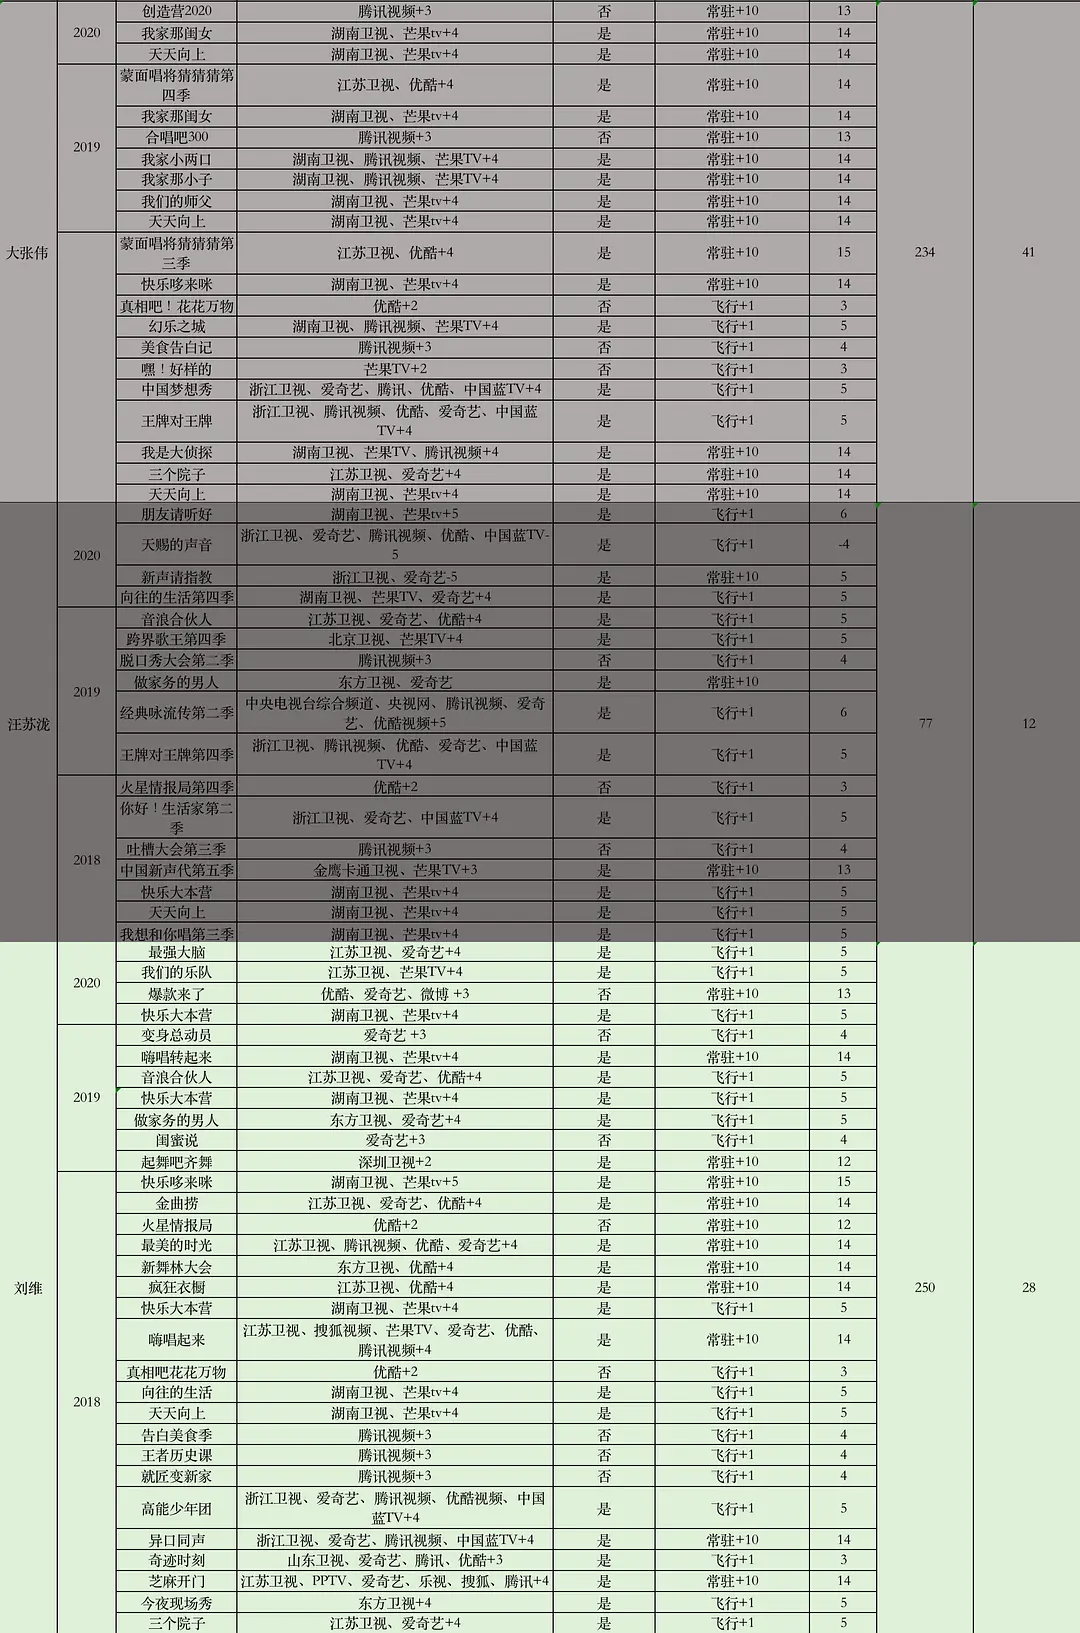 2020
创造营2020 腾讯视频+3 否 常驻+10 13
我家那闺女 湖南卫视、芒果tv+4 是 常驻+10 14
天天向上 湖南卫视、芒果tv+4 是 常驻+10 14
2019
蒙面唱将猜猜猜第
四季 江苏卫视、优酷+4 是 常驻+10 14
我家那闺女 湖南卫视、芒果tv+4 是 常驻+10 14
合唱吧300 腾讯视频+3 否 常驻+10 13
我家小两口 湖南卫视、腾讯视频、芒果TV+4 是 常驻+10 14
我家那小子 湖南卫视、腾讯视频、芒果TV+4 是 常驻+10 14
我们的师父 湖南卫视、芒果tv+4 是 常驻+10 14
天天向上 湖南卫视、芒果tv+4 是 常驻+10 14
大张伟 234 41
蒙面唱将猜猜猜第
三季 江苏卫视、优酷+4 是 常驻+10 15
快乐哆来咪 湖南卫视、芒果tv+4 是 常驻+10 14
真相吧！花花万物 优酷+2 否 飞行+1 3
幻乐之城 湖南卫视、腾讯视频、芒果TV+4 是 飞行+1 5
美食告白记 腾讯视频+3 否 飞行+1 4
嘿！好样的 芒果TV+2 否 飞行+1 3
中国梦想秀 浙江卫视、爱奇艺、腾讯、优酷、中国蓝TV+4 是 飞行+1 5
王牌对王牌 浙江卫视、腾讯视频、优酷、爱奇艺、中国蓝
TV+4 是 飞行+1 5
我是大侦探 湖南卫视、芒果TV、腾讯视频+4 是 常驻+10 14
三个院子 江苏卫视、爱奇艺+4 是 常驻+10 14
天天向上 湖南卫视、芒果tv+4 是 常驻+10 14
2020
朋友请听好 湖南卫视、芒果tv+5 是 飞行+1 6
天赐的声音 浙江卫视、爱奇艺、腾讯视频、优酷、中国蓝TV-
5 是 飞行+1 -4
新声请指教 浙江卫视、爱奇艺-5 是 常驻+10 5
向往的生活第四季 湖南卫视、芒果TV、爱奇艺+4 是 飞行+1 5
2019
音浪合伙人 江苏卫视、爱奇艺、优酷+4 是 飞行+1 5
跨界歌王第四季 北京卫视、芒果TV+4 是 飞行+1 5
脱口秀大会第二季 腾讯视频+3 否 飞行+1 4
做家务的男人 东方卫视、爱奇艺 是 常驻+10
汪苏泷 77 12
经典咏流传第二季 中央电视台综合频道、央视网、腾讯视频、爱奇
艺、优酷视频+5 是 飞行+1 6
王牌对王牌第四季 浙江卫视、腾讯视频、优酷、爱奇艺、中国蓝
TV+4 是 飞行+1 5
2018
火星情报局第四季 优酷+2 否 飞行+1 3
你好！生活家第二
季 浙江卫视、爱奇艺、中国蓝TV+4 是 飞行+1 5
吐槽大会第三季 腾讯视频+3 否 飞行+1 4
中国新声代第五季 金鹰卡通卫视、芒果TV+3 是 常驻+10 13
快乐大本营 湖南卫视、芒果tv+4 是 飞行+1 5
天天向上 湖南卫视、芒果tv+4 是 飞行+1 5
我想和你唱第三季 湖南卫视、芒果tv+4 是 飞行+1 5
2020
最强大脑 江苏卫视、爱奇艺+4 是 飞行+1 5
我们的乐队 江苏卫视、芒果TV+4 是 飞行+1 5
爆款来了 优酷、爱奇艺、微博 +3 否 常驻+10 13
快乐大本营 湖南卫视、芒果tv+4 是 飞行+1 5
2019
变身总动员 爱奇艺 +3 否 飞行+1 4
嗨唱转起来 湖南卫视、芒果tv+4 是 常驻+10 14
音浪合伙人 江苏卫视、爱奇艺、优酷+4 是 飞行+1 5
快乐大本营 湖南卫视、芒果tv+4 是 飞行+1 5
做家务的男人 东方卫视、爱奇艺+4 是 飞行+1 5
闺蜜说 爱奇艺+3 否 飞行+1 4
起舞吧齐舞 深圳卫视+2 是 常驻+10 12
2018
快乐哆来咪 湖南卫视、芒果tv+5 是 常驻+10 15
金曲捞 江苏卫视、爱奇艺、优酷+4 是 常驻+10 14
火星情报局 优酷+2 否 常驻+10 12
最美的时光 江苏卫视、腾讯视频、优酷、爱奇艺+4 是 常驻+10 14
新舞林大会 东方卫视、优酷+4 是 常驻+10 14
疯狂衣橱 江苏卫视、优酷+4 是 常驻+10 14
刘维 250 28
快乐大本营 湖南卫视、芒果tv+4 是 飞行+1 5
嗨唱起来 江苏卫视、搜狐视频、芒果TV、爱奇艺、优酷、
腾讯视频+4 是 常驻+10 14
真相吧花花万物 优酷+2 否 飞行+1 3
向往的生活 湖南卫视、芒果tv+4 是 飞行+1 5
天天向上 湖南卫视、芒果tv+4 是 飞行+1 5
告白美食季 腾讯视频+3 否 飞行+1 4
王者历史课 腾讯视频+3 否 飞行+1 4
就匠变新家 腾讯视频+3 否 飞行+1 4
高能少年团 浙江卫视、爱奇艺、腾讯视频、优酷视频、中国
蓝TV+4 是 飞行+1 5
异口同声 浙江卫视、爱奇艺、腾讯视频、中国蓝TV+4 是 常驻+10 14
奇迹时刻 山东卫视、爱奇艺、腾讯、优酷+3 是 飞行+1 3
芝麻开门 江苏卫视、PPTV、爱奇艺、乐视、搜狐、腾讯+4 是 常驻+10 14
今夜现场秀 东方卫视+4 是 飞行+1 5
三个院子 江苏卫视、爱奇艺+4 是 飞行+1 5